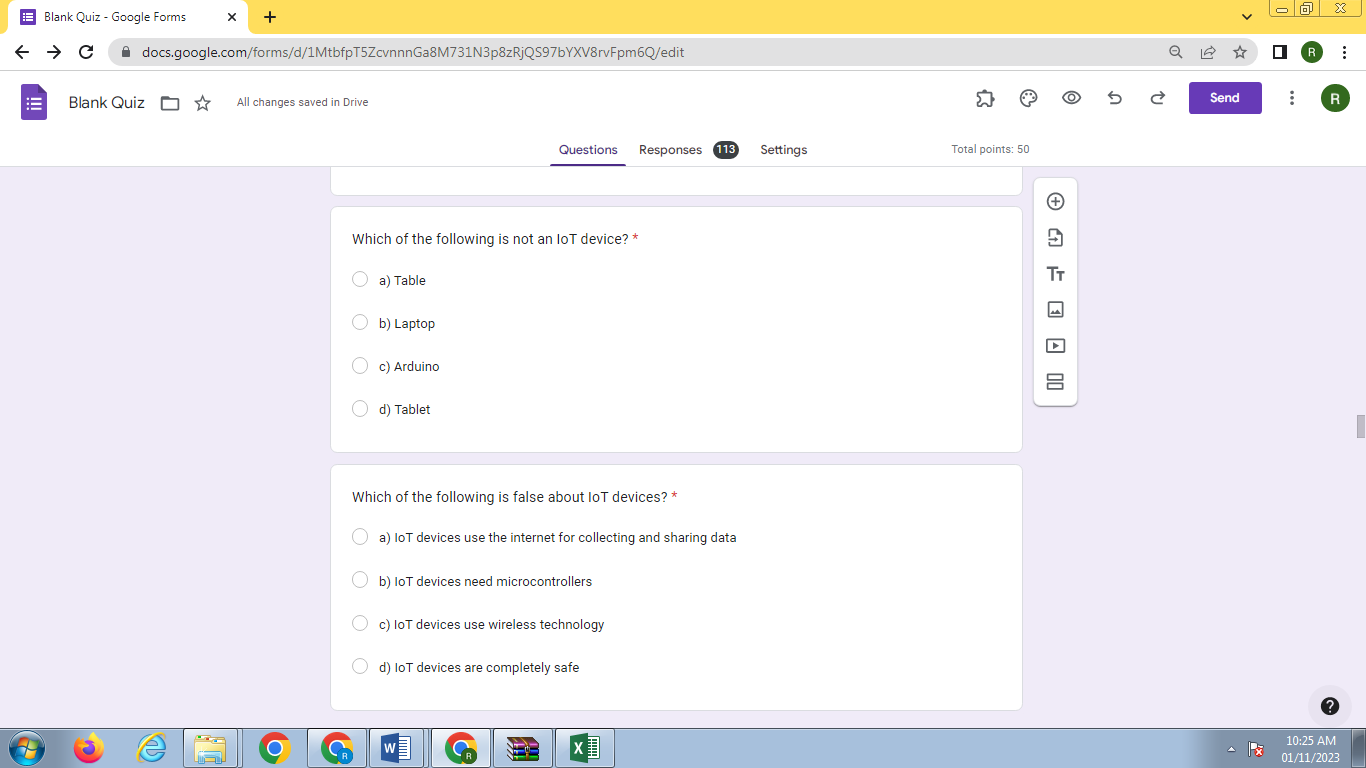 Blank Quiz - Google Forms
docs.google.com/forms/d/1MtbfpT5ZcvnnnGa8M731N3p8zRjQS97bYXV8rvFpm6Q/edit
R
Blank Quiz
All changes saved in Drive
Send
R
Questions
Responses 113
Settings
Total points: 50
Which of the following is not an IoT device? *
a) Table
b) Laptop
c) Arduino
d) Tablet
Which of the following is false about IoT devices? *
a) IoT devices use the internet for collecting and sharing data
b) IoT devices need microcontrollers
c) IoT devices use wireless technology
d) IoT devices are completely safe
10:25 AM
01/11/2023